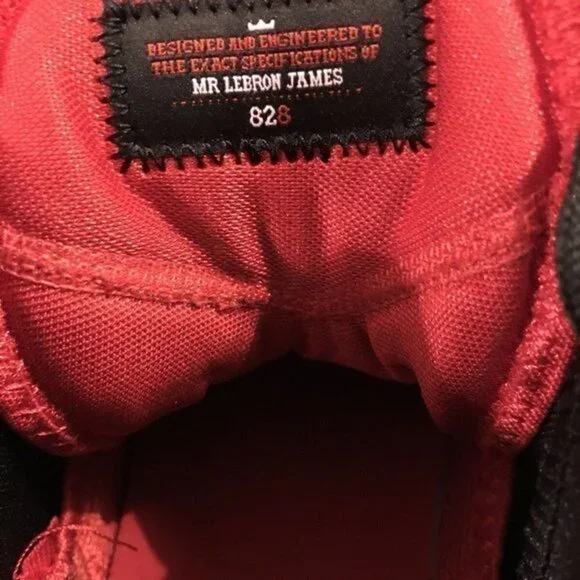 DESIGNED AND ENGINEERED TO
THE EXACT SPECIFICATIONS OF
MR LEBRON JAMES
828